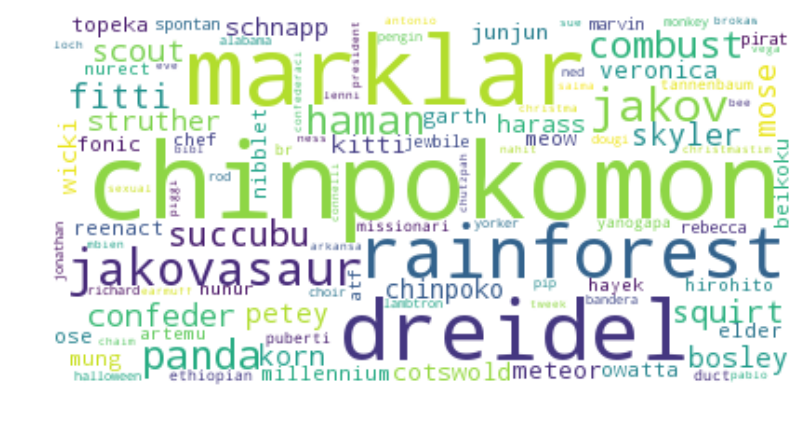 topeka spontan schnapp antonio sue marvin monkey brokaw
loch alabama pengin junjun combust pirat
scout nurect eve marklar president ned veronica vega
fitti lenni confederaci saima tannenbaum
struther haman garth christma jakov bee mose
wicki fonic chef nibblet ness kitti jewbile harass meow dougi skyler
bibl br nahit christmastim
chinpokomon
sexuai rod piggi connelli chutzpah beikoku
reenact succubu missionari yorker yanogapa rebecca
jonathan mbien arkansa rainforest
jakovasaur atf chinpoko pip hayek hirohito
richard earmuff hunur choir lambtron tweek bandera
confeder petey dreidel squirt
ose chaim artemu puberti elder
mung panda korn bosley
halloween ethiopian millennium cotswold meteor owatta duct pablo